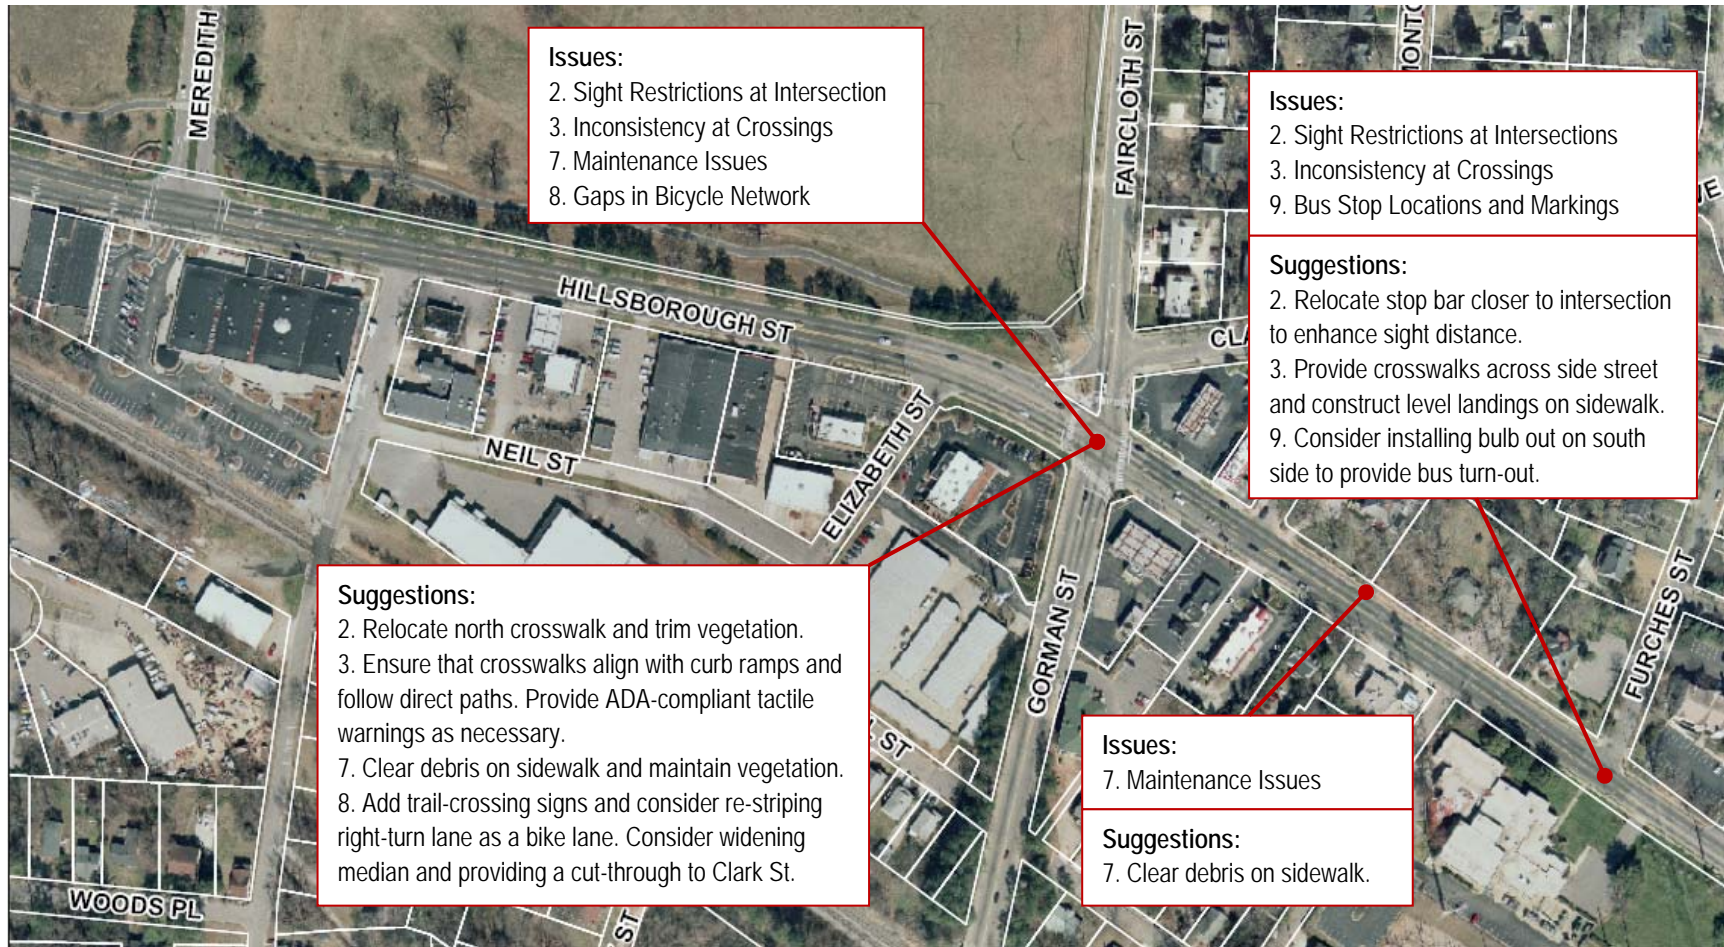 MEREDITH
FAIRCLOTH ST
Issues:
2. Sight Restrictions at Intersection
3. Inconsistency at Crossings
7. Maintenance Issues
8. Gaps in Bicycle Network
Issues:
2. Sight Restrictions at Intersections
3. Inconsistency at Crossings
9. Bus Stop Locations and Markings
Suggestions:
2. Relocate stop bar closer to intersection
to enhance sight distance.
3. Provide crosswalks across side street
and construct level landings on sidewalk.
9. Consider installing bulb out on south
side to provide bus turn-out.
HILLSBOROUGH ST
NEIL ST
ELIZABETH ST
GORMAN ST
FURCHES ST
Suggestions:
2. Relocate north crosswalk and trim vegetation.
3. Ensure that crosswalks align with curb ramps and
follow direct paths. Provide ADA-compliant tactile
warnings as necessary.
7. Clear debris on sidewalk and maintain vegetation.
8. Add trail-crossing signs and consider re-striping
right-turn lane as a bike lane. Consider widening
median and providing a cut-through to Clark St.
ST
Issues:
7. Maintenance Issues
Suggestions:
7. Clear debris on sidewalk.
WOODS PL
ST